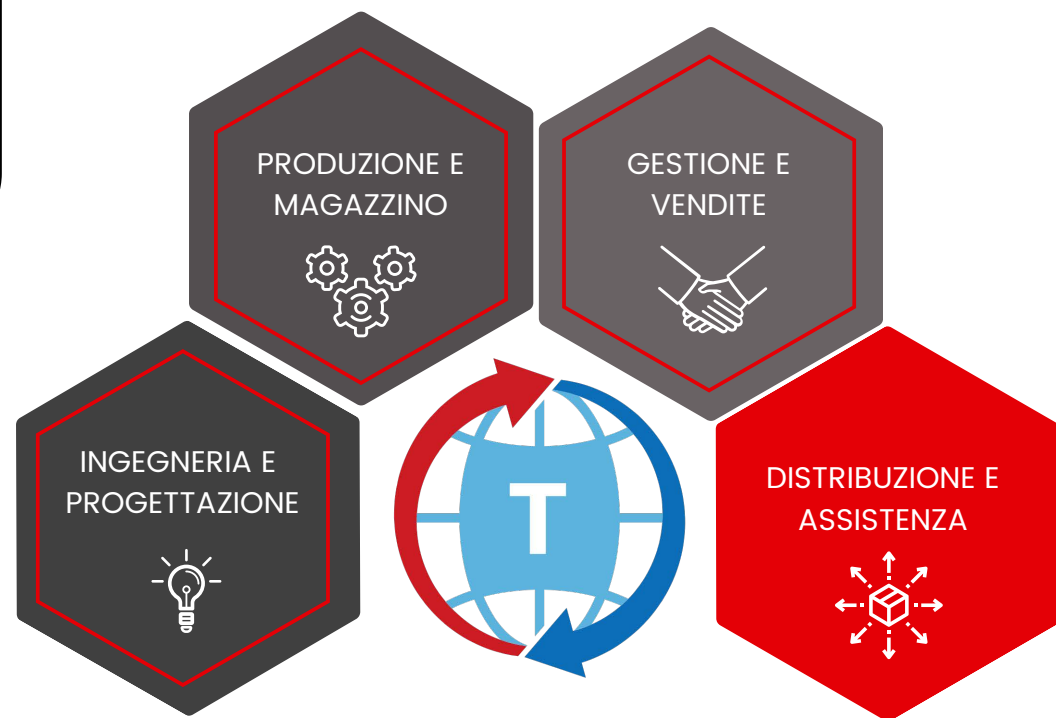 PRODUZIONE E
MAGAZZINO
GESTIONE E
VENDITE
INGEGNERIA E
PROGETTAZIONE
T
DISTRIBUZIONE E
ASSISTENZA